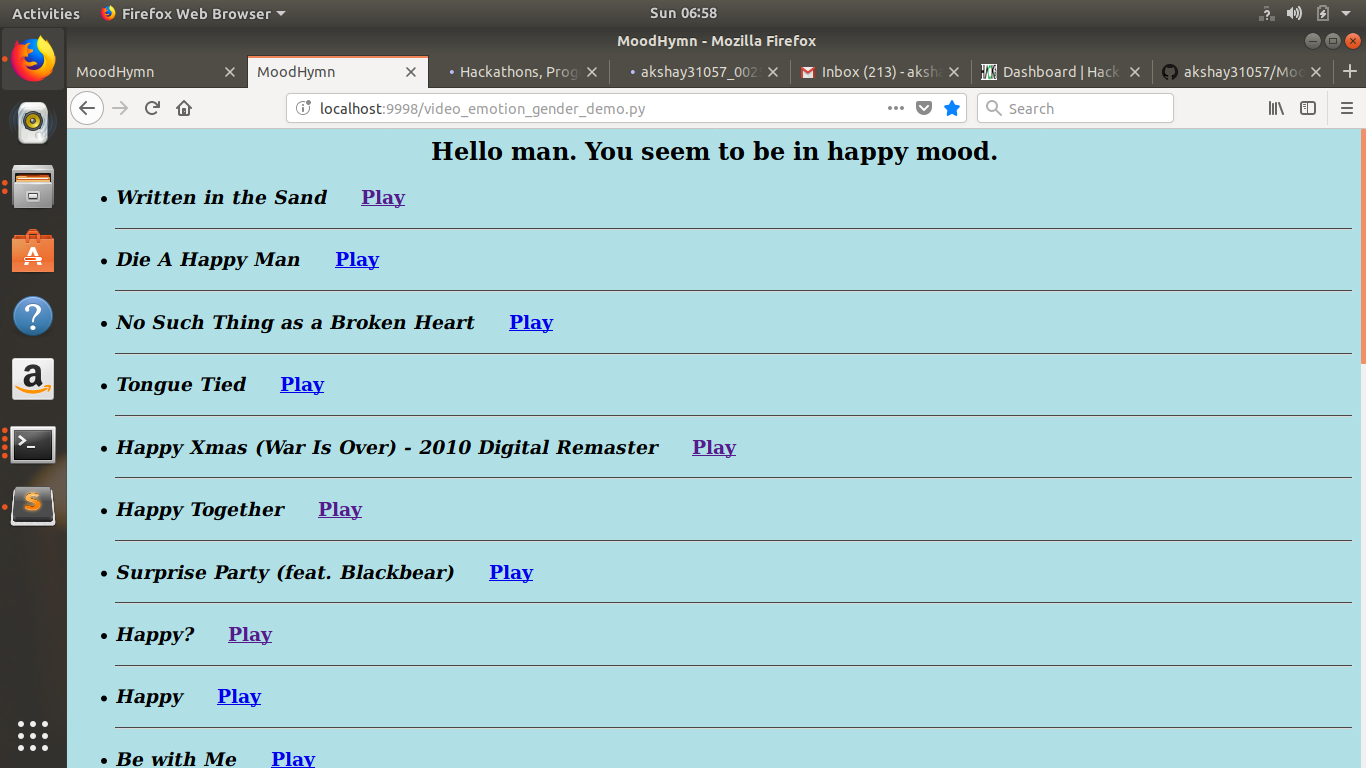 Activities Firefox Web Browser Sun 06:58
MoodHymn - Mozilla Firefox
MoodHymn MoodHymn Hackathons, Prog akshay31057_002 Inbox (213) - aksh Dashboard | Hack akshay31057/Moo
localhost:9998/video_emotion_gender_demo.py Search
Hello man. You seem to be in happy mood.
• Written in the Sand Play
• Die A Happy Man Play
• No Such Thing as a Broken Heart Play
• Tongue Tied Play
• Happy Xmas (War Is Over) - 2010 Digital Remaster Play
• Happy Together Play
• Surprise Party (feat. Blackbear) Play
• Happy? Play
• Happy Play
• Be with Me Play